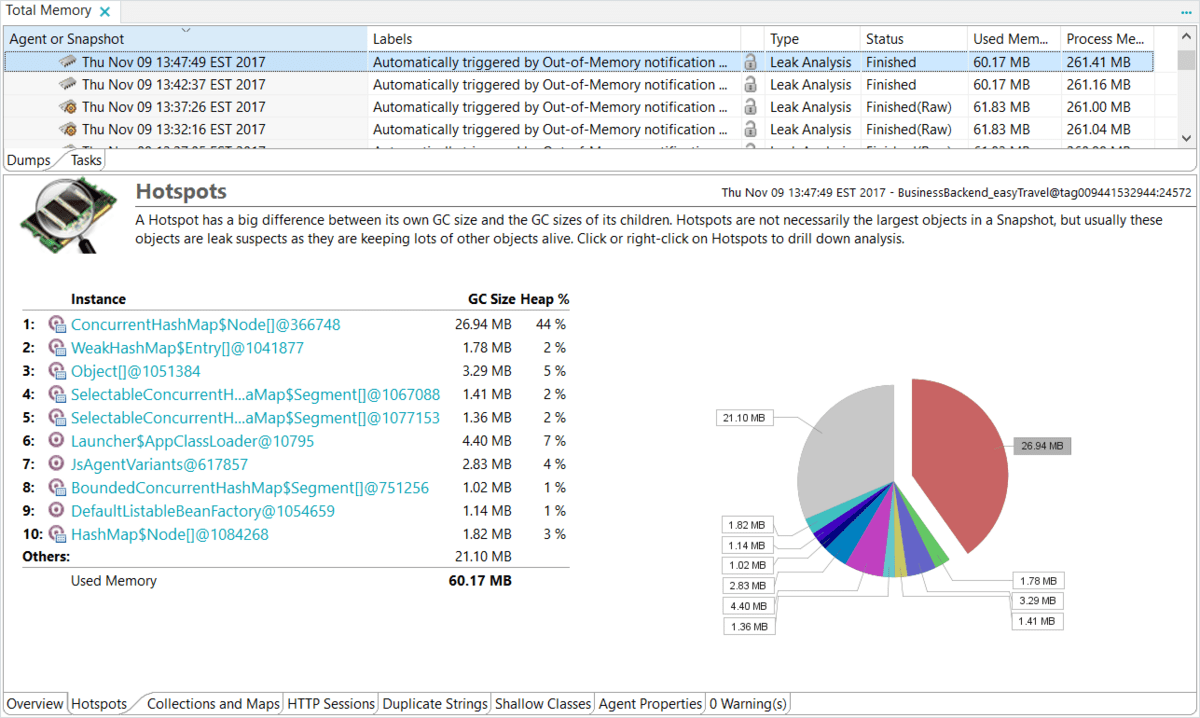 Total Memory
Agent or Snapshot Labels Type Status Used Mem... Process Me...
Thu Nov 09 13:47:49 EST 2017 Automatically triggered by Out-of-Memory notification ... Leak Analysis Finished 60.17 MB 261.41 MB
Thu Nov 09 13:42:37 EST 2017 Automatically triggered by Out-of-Memory notification ... Leak Analysis Finished 60.17 MB 261.16 MB
Thu Nov 09 13:37:26 EST 2017 Automatically triggered by Out-of-Memory notification ... Leak Analysis Finished(Raw) 61.83 MB 261.00 MB
Thu Nov 09 13:32:16 EST 2017 Automatically triggered by Out-of-Memory notification ... Leak Analysis Finished(Raw) 61.83 MB 261.04 MB
Dumps Tasks
Hotspots Thu Nov 09 13:47:49 EST 2017 - BusinessBackend_easyTravel@tag009441532944:24572
A Hotspot has a big difference between its own GC size and the GC sizes of its children. Hotspots are not necessarily the largest objects in a Snapshot, but usually these
objects are leak suspects as they are keeping lots of other objects alive. Click or right-click on Hotspots to drill down analysis.
Instance GC Size Heap %
1: ConcurrentHashMap$Node[]@366748 26.94 MB 44 %
2: WeakHashMap$Entry[]@1041877 1.78 MB 2 %
3: Object[]@1051384 3.29 MB 5 %
4: SelectableConcurrentH...aMap$Segment[]@1067088 1.41 MB 2 %
5: SelectableConcurrentH...aMap$Segment[]@1077153 1.36 MB 2 %
6: Launcher$AppClassLoader@10795 4.40 MB 7 %
7: JsAgentVariants@617857 2.83 MB 4 %
8: BoundedConcurrentHashMap$Segment[]@751256 1.02 MB 1 %
9: DefaultListableBeanFactory@1054659 1.14 MB 1 %
10: HashMap$Node[]@1084268 1.82 MB 3 %
Others: 21.10 MB
Used Memory 60.17 MB
21.10 MB
26.94 MB
1.82 MB
1.14 MB
1.02 MB
2.83 MB
4.40 MB
1.36 MB
1.78 MB
3.29 MB
1.41 MB
Overview Hotspots Collections and Maps HTTP Sessions Duplicate Strings Shallow Classes Agent Properties 0 Warning(s)